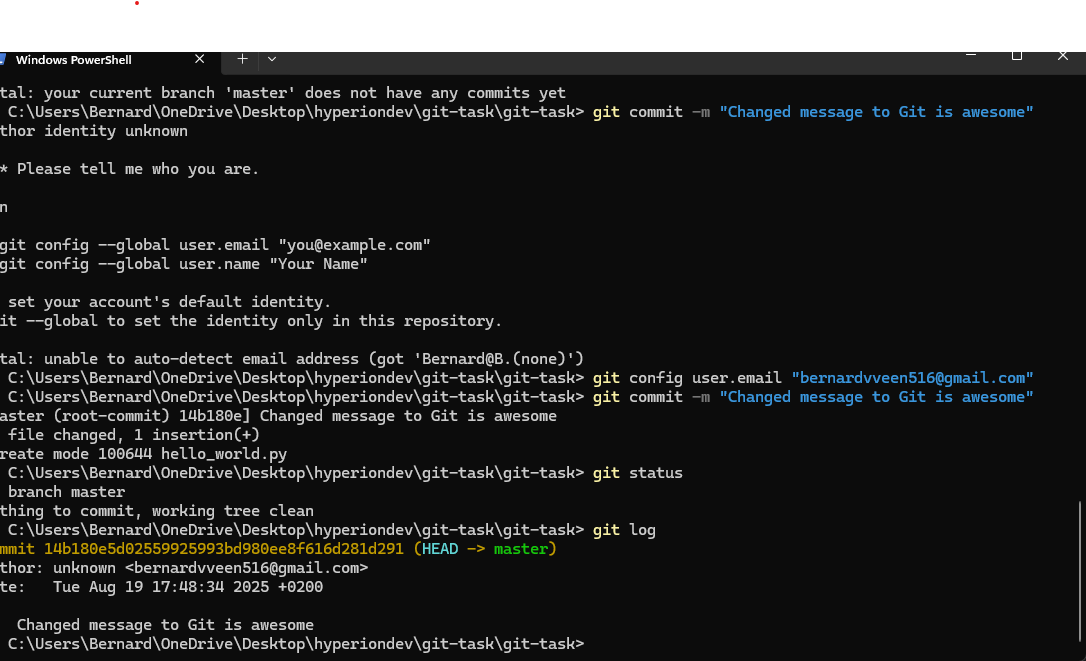 Windows PowerShell
tal: your current branch 'master' does not have any commits yet
C:\Users\Bernard\OneDrive\Desktop\hyperiondev\git-task\git-task> git commit -m "Changed message to Git is awesome"
thor identity unknown
* Please tell me who you are.
n
git config --global user.email "you@example.com"
git config --global user.name "Your Name"
set your account's default identity.
it --global to set the identity only in this repository.
tal: unable to auto-detect email address (got 'Bernard@B.(none)')
C:\Users\Bernard\OneDrive\Desktop\hyperiondev\git-task\git-task> git config user.email "bernardvveen516@gmail.com"
C:\Users\Bernard\OneDrive\Desktop\hyperiondev\git-task\git-task> git commit -m "Changed message to Git is awesome"
aster (root-commit) 14b180e] Changed message to Git is awesome
file changed, 1 insertion(+)
reate mode 100644 hello_world.py
C:\Users\Bernard\OneDrive\Desktop\hyperiondev\git-task\git-task> git status
branch master
thing to commit, working tree clean
C:\Users\Bernard\OneDrive\Desktop\hyperiondev\git-task\git-task> git log
mmit 14b180e5d02559925993bd980ee8f616d281d291 (HEAD -> master)
thor: unknown <bernardvveen516@gmail.com>
te:   Tue Aug 19 17:48:34 2025 +0200
Changed message to Git is awesome
C:\Users\Bernard\OneDrive\Desktop\hyperiondev\git-task\git-task>